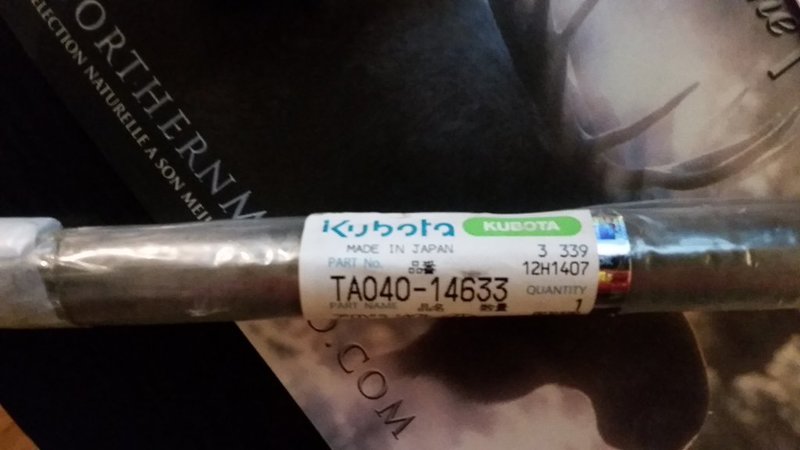 ORTHERNM
ELECTION NATURELLE A SON MEI
.COM
Kubota KUBOTA
MADE IN JAPAN 3 339
PART No. 品番 12H1407
TA040-14633 QUANTITY
PART NAME 品名 数量 1